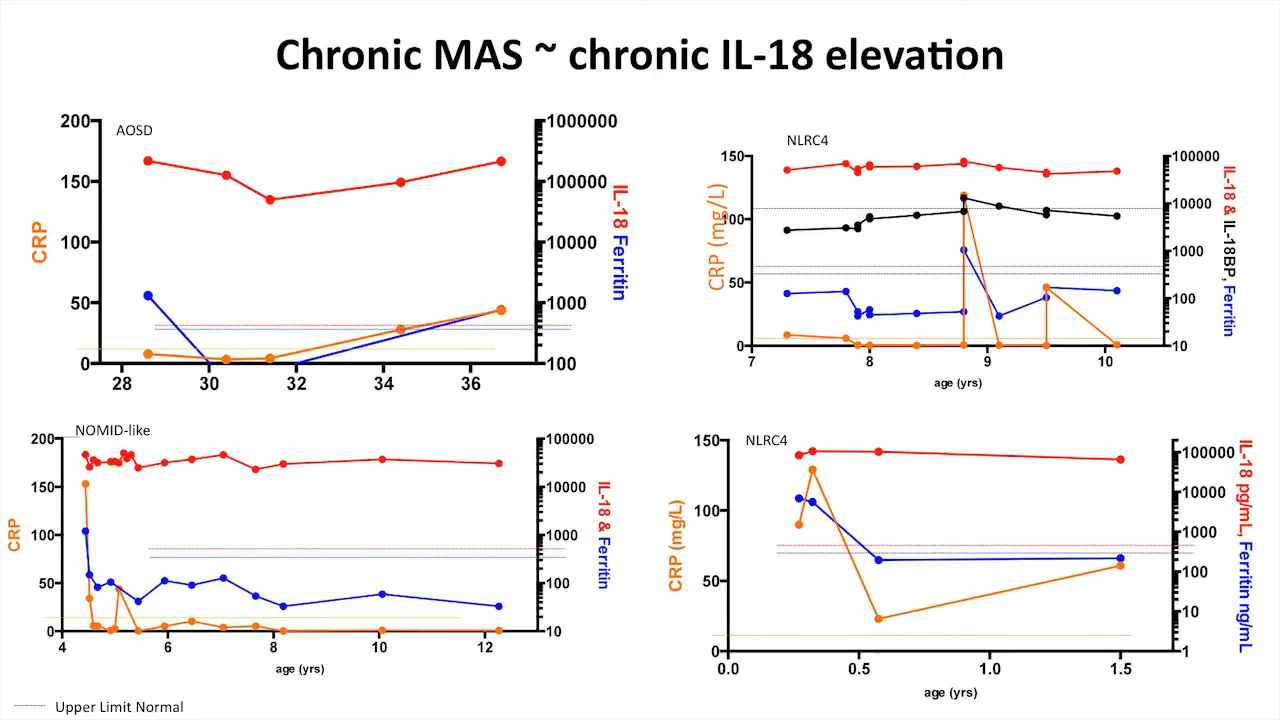 Chronic MAS ~ chronic IL-18 elevation
AOSD
200
150
100
50
0
CRP
1000000
100000
10000
1000
100
IL-18 Ferritin
28 30 32 34 36
NLRC4
150
100
50
0
CRP (mg/L)
100000
10000
1000
100
10
IL-18 & IL-18BP, Ferritin
7 8 9 10
age (yrs)
NOMID-like
200
150
100
50
0
CRP
100000
10000
1000
100
10
IL-18 & Ferritin
4 6 8 10 12
age (yrs)
NLRC4
150
100
50
0
CRP (mg/L)
100000
10000
1000
100
10
1
IL-18 pg/mL, Ferritin ng/mL
0.0 0.5 1.0 1.5
age (yrs)
Upper Limit Normal